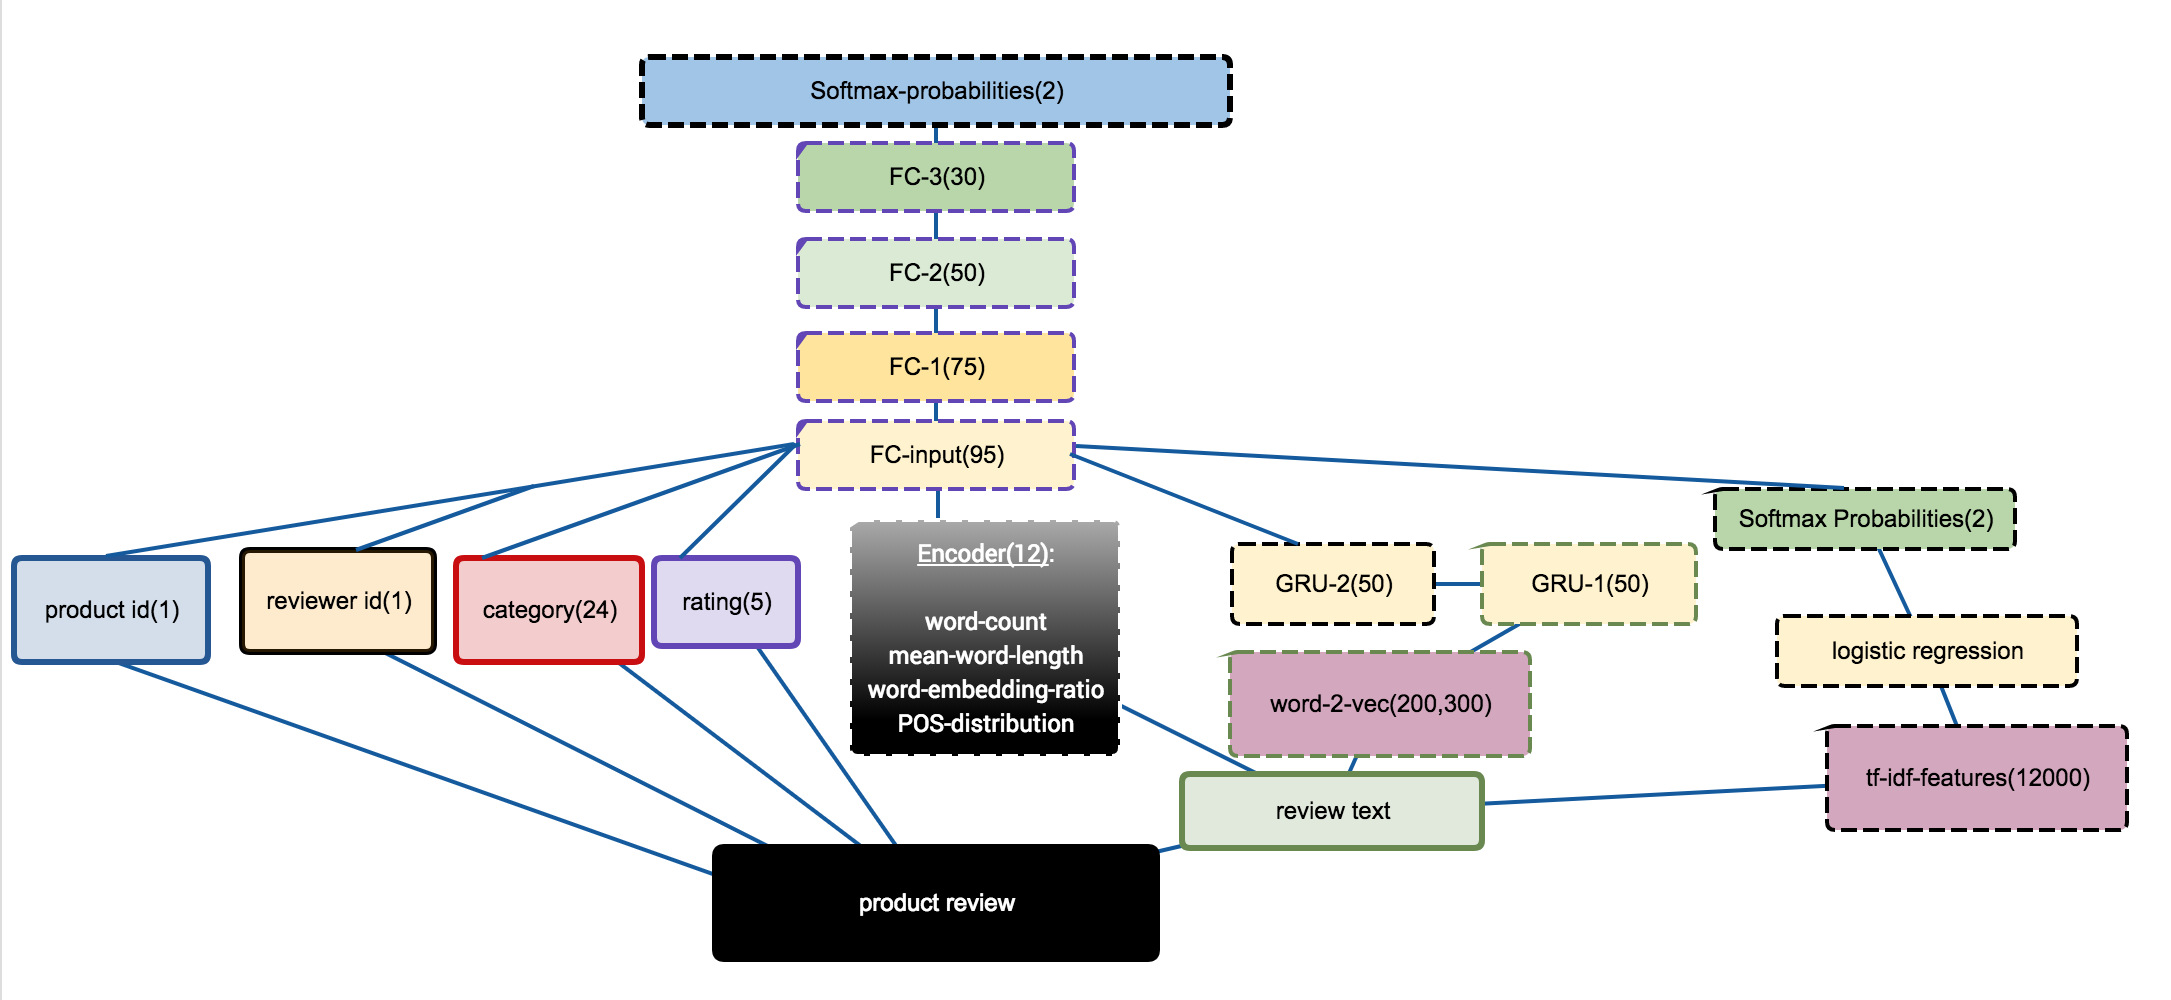 Softmax-probabilities(2)
FC-3(30)
FC-2(50)
FC-1(75)
FC-input(95)
product id(1)
reviewer id(1)
category(24)
rating(5)
Encoder(12):
word-count
mean-word-length
word-embedding-ratio
POS-distribution
GRU-2(50)
GRU-1(50)
Softmax Probabilities(2)
logistic regression
word-2-vec(200,300)
tf-idf-features(12000)
review text
product review